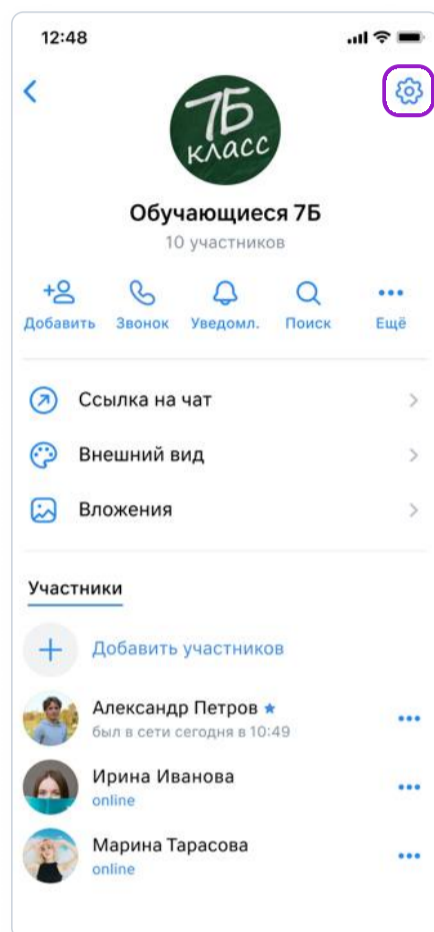 12:48
7Б
класс
Обучающиеся 7Б
10 участников
Добавить Звонок Уведомл. Поиск Ещё
Ссылка на чат
Внешний вид
Вложения
Участники
Добавить участников
Александр Петров
был в сети сегодня в 10:49
Ирина Иванова
online
Марина Тарасова
online